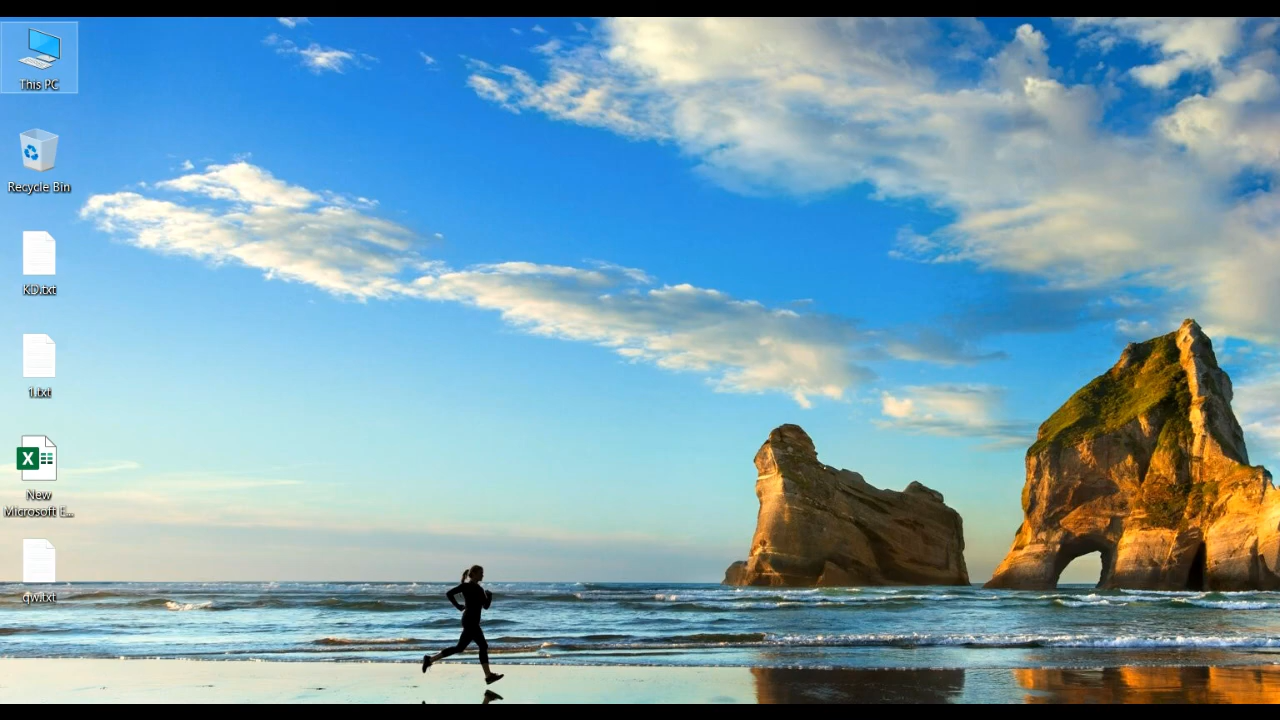 This PC
Recycle Bin
KD.txt
1.txt
X
New
Microsoft E...
qw.txt